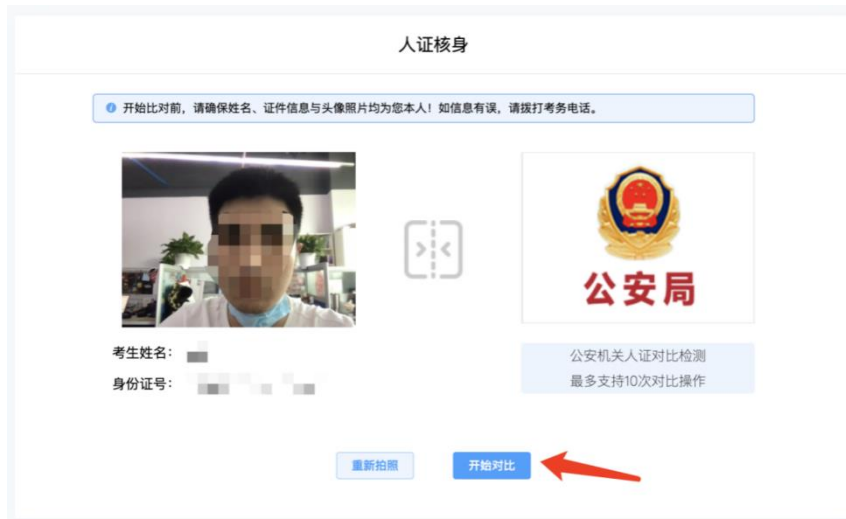 人证核身
开始比对前，请确保姓名、证件信息与头像照片均为您本人！如信息有误，请拨打考务电话。
公安局
考生姓名：
身份证号：
公安机关人证对比检测
最多支持10次对比操作
重新拍照
开始对比